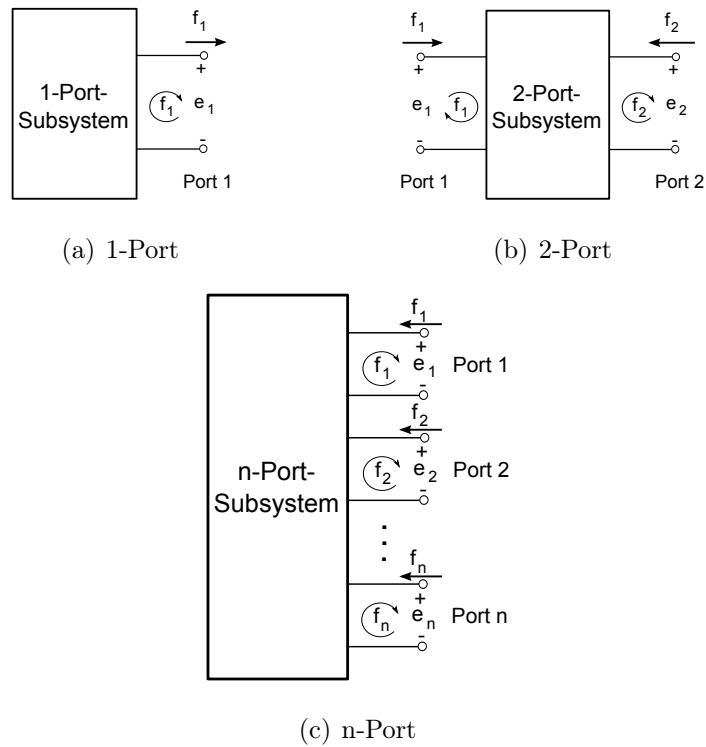 f1
1-Port-
Subsystem
+
f1
e1
-
Port 1
(a) 1-Port
f1
f2
+
+
e1
f1
2-Port-
Subsystem
f2
e2
-
-
Port 1
Port 2
(b) 2-Port
n-Port-
Subsystem
f1
+
f1
e1
Port 1
-
f2
+
f2
e2
Port 2
-
fn
+
fn
en
Port n
-
(c) n-Port